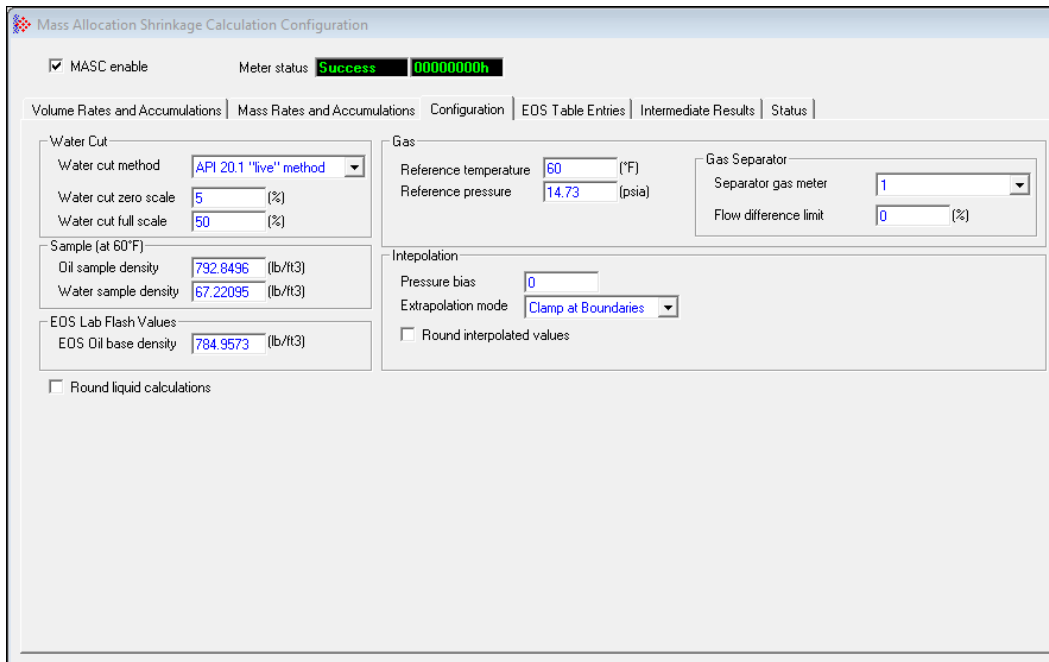 Mass Allocation Shrinkage Calculation Configuration
MASC enable Meter status Success 00000000h
Volume Rates and Accumulations Mass Rates and Accumulations Configuration EOS Table Entries Intermediate Results Status
Water Cut
Water cut method API 20.1 "live" method
Water cut zero scale 5 (%)
Water cut full scale 50 (%)
Sample (at 60°F)
Oil sample density 792.8496 (lb/ft3)
Water sample density 67.22095 (lb/ft3)
EOS Lab Flash Values
EOS Oil base density 784.9573 (lb/ft3)
Round liquid calculations
Gas
Reference temperature 60 (°F)
Reference pressure 14.73 (psia)
Gas Separator
Separator gas meter 1
Flow difference limit 0 (%)
Intepolation
Pressure bias 0
Extrapolation mode Clamp at Boundaries
Round interpolated values